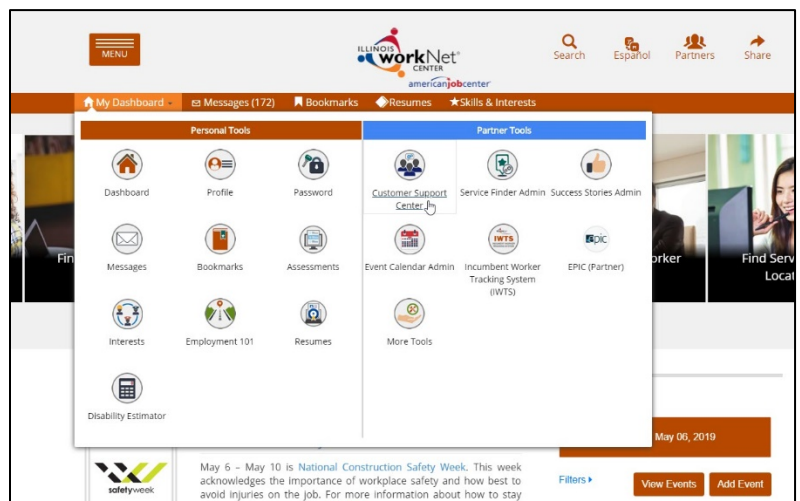 MENU
ILLINOIS
workNet
CENTER
americanjobcenter
Search
Español
Partners
Share
My Dashboard
Messages (172)
Bookmarks
Resumes
Skills & Interests
Personal Tools
Partner Tools
Dashboard
Profile
Password
Customer Support
Center
Service Finder Admin
Success Stories Admin
Messages
Bookmarks
Assessments
Event Calendar Admin
IWTS
Incumbent Worker
Tracking System
(IWTS)
epic
EPIC (Partner)
Interests
Employment 101
Resumes
More Tools
Disability Estimator
Fin
orker
Find Serv
Locat
May 06, 2019
safetyweek
May 6 – May 10 is National Construction Safety Week. This week
acknowledges the importance of workplace safety and how best to
avoid injuries on the job. For more information about how to stay
Filters
View Events
Add Event